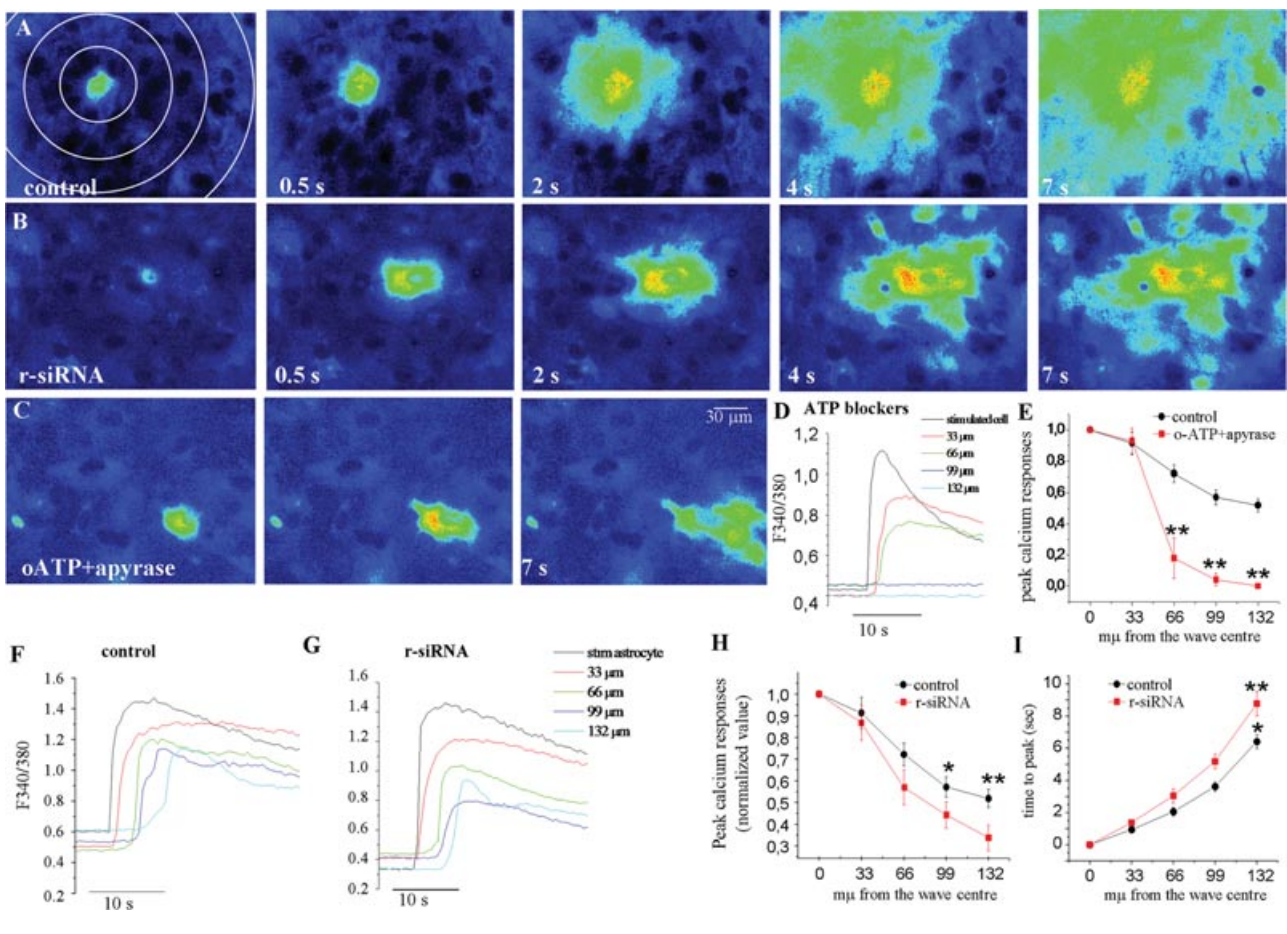 A
control
0.5 s
2 s
4 s
7 s
B
r-siRNA
0.5 s
2 s
4 s
7 s
C
oATP+apyrase
7 s
30 µm
D ATP blockers
stimulated cell
33 µm
66 µm
99 µm
132 µm
F340/380
1,2
1,0
0,8
0,6
0,4
10 s
E
control
o-ATP+apyrase
peak calcium responses
1,0
0,8
0,6
0,4
0,2
0,0
**
**
**
0 33 66 99 132
mµ from the wave centre
F control
F340/380
1.6
1.4
1.2
1.0
0.8
0.6
0.4
0.2
10 s
G r-siRNA
stim astrocyte
33 µm
66 µm
99 µm
132 µm
1.6
1.4
1.2
1.0
0.8
0.6
0.4
0.2
10 s
H
control
r-siRNA
Peak calcium responses
(normalized value)
1,0
0,9
0,8
0,7
0,6
0,5
0,4
0,3
*
**
0 33 66 99 132
mµ from the wave centre
I
control
r-siRNA
time to peak (sec)
10
8
6
4
2
0
**
*
0 33 66 99 132
mµ from the wave centre